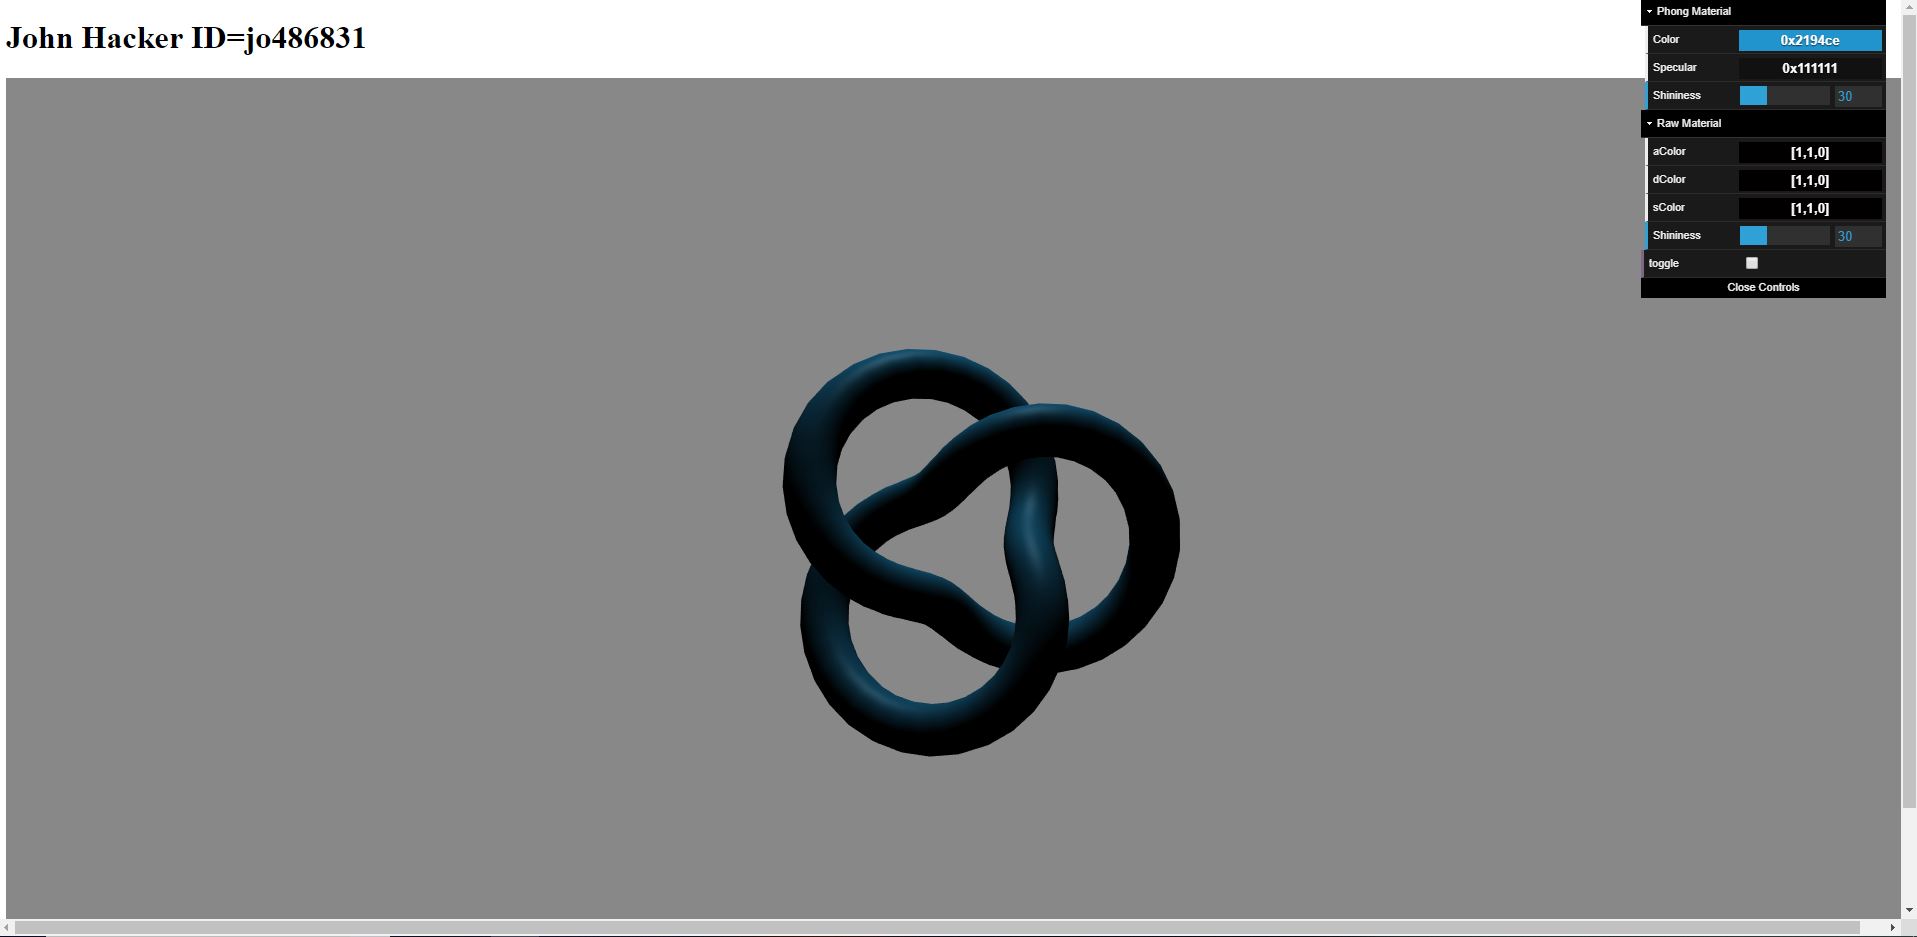 John Hacker ID=jo486831
Phong Material
Color 0x2194ce
Specular 0x111111
Shininess 30
Raw Material
aColor [1,1,0]
dColor [1,1,0]
sColor [1,1,0]
Shininess 30
toggle
Close Controls